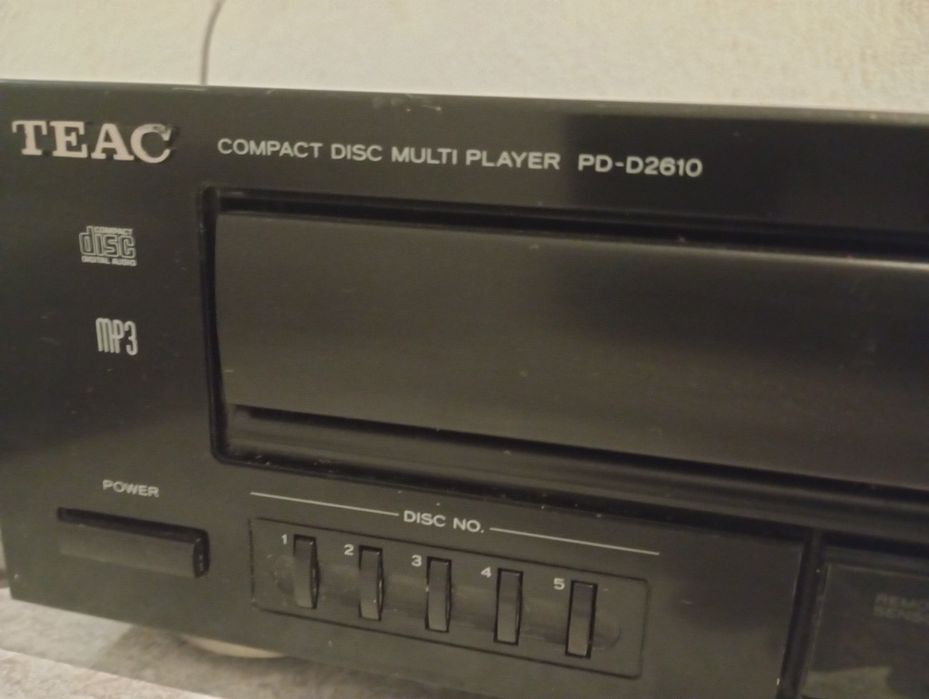 TEAC
COMPACT DISC MULTI PLAYER PD-D2610
COMPACT
disc
DIGITAL AUDIO
MP3
POWER
DISC NO.
1 2 3 4 5